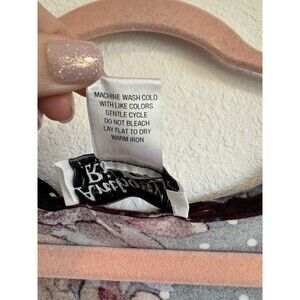 MACHINE WASH COLD
WITH LIKE COLORS
GENTLE CYCLE
DO NOT BLEACH
LAY FLAT TO DRY
WARM IRON